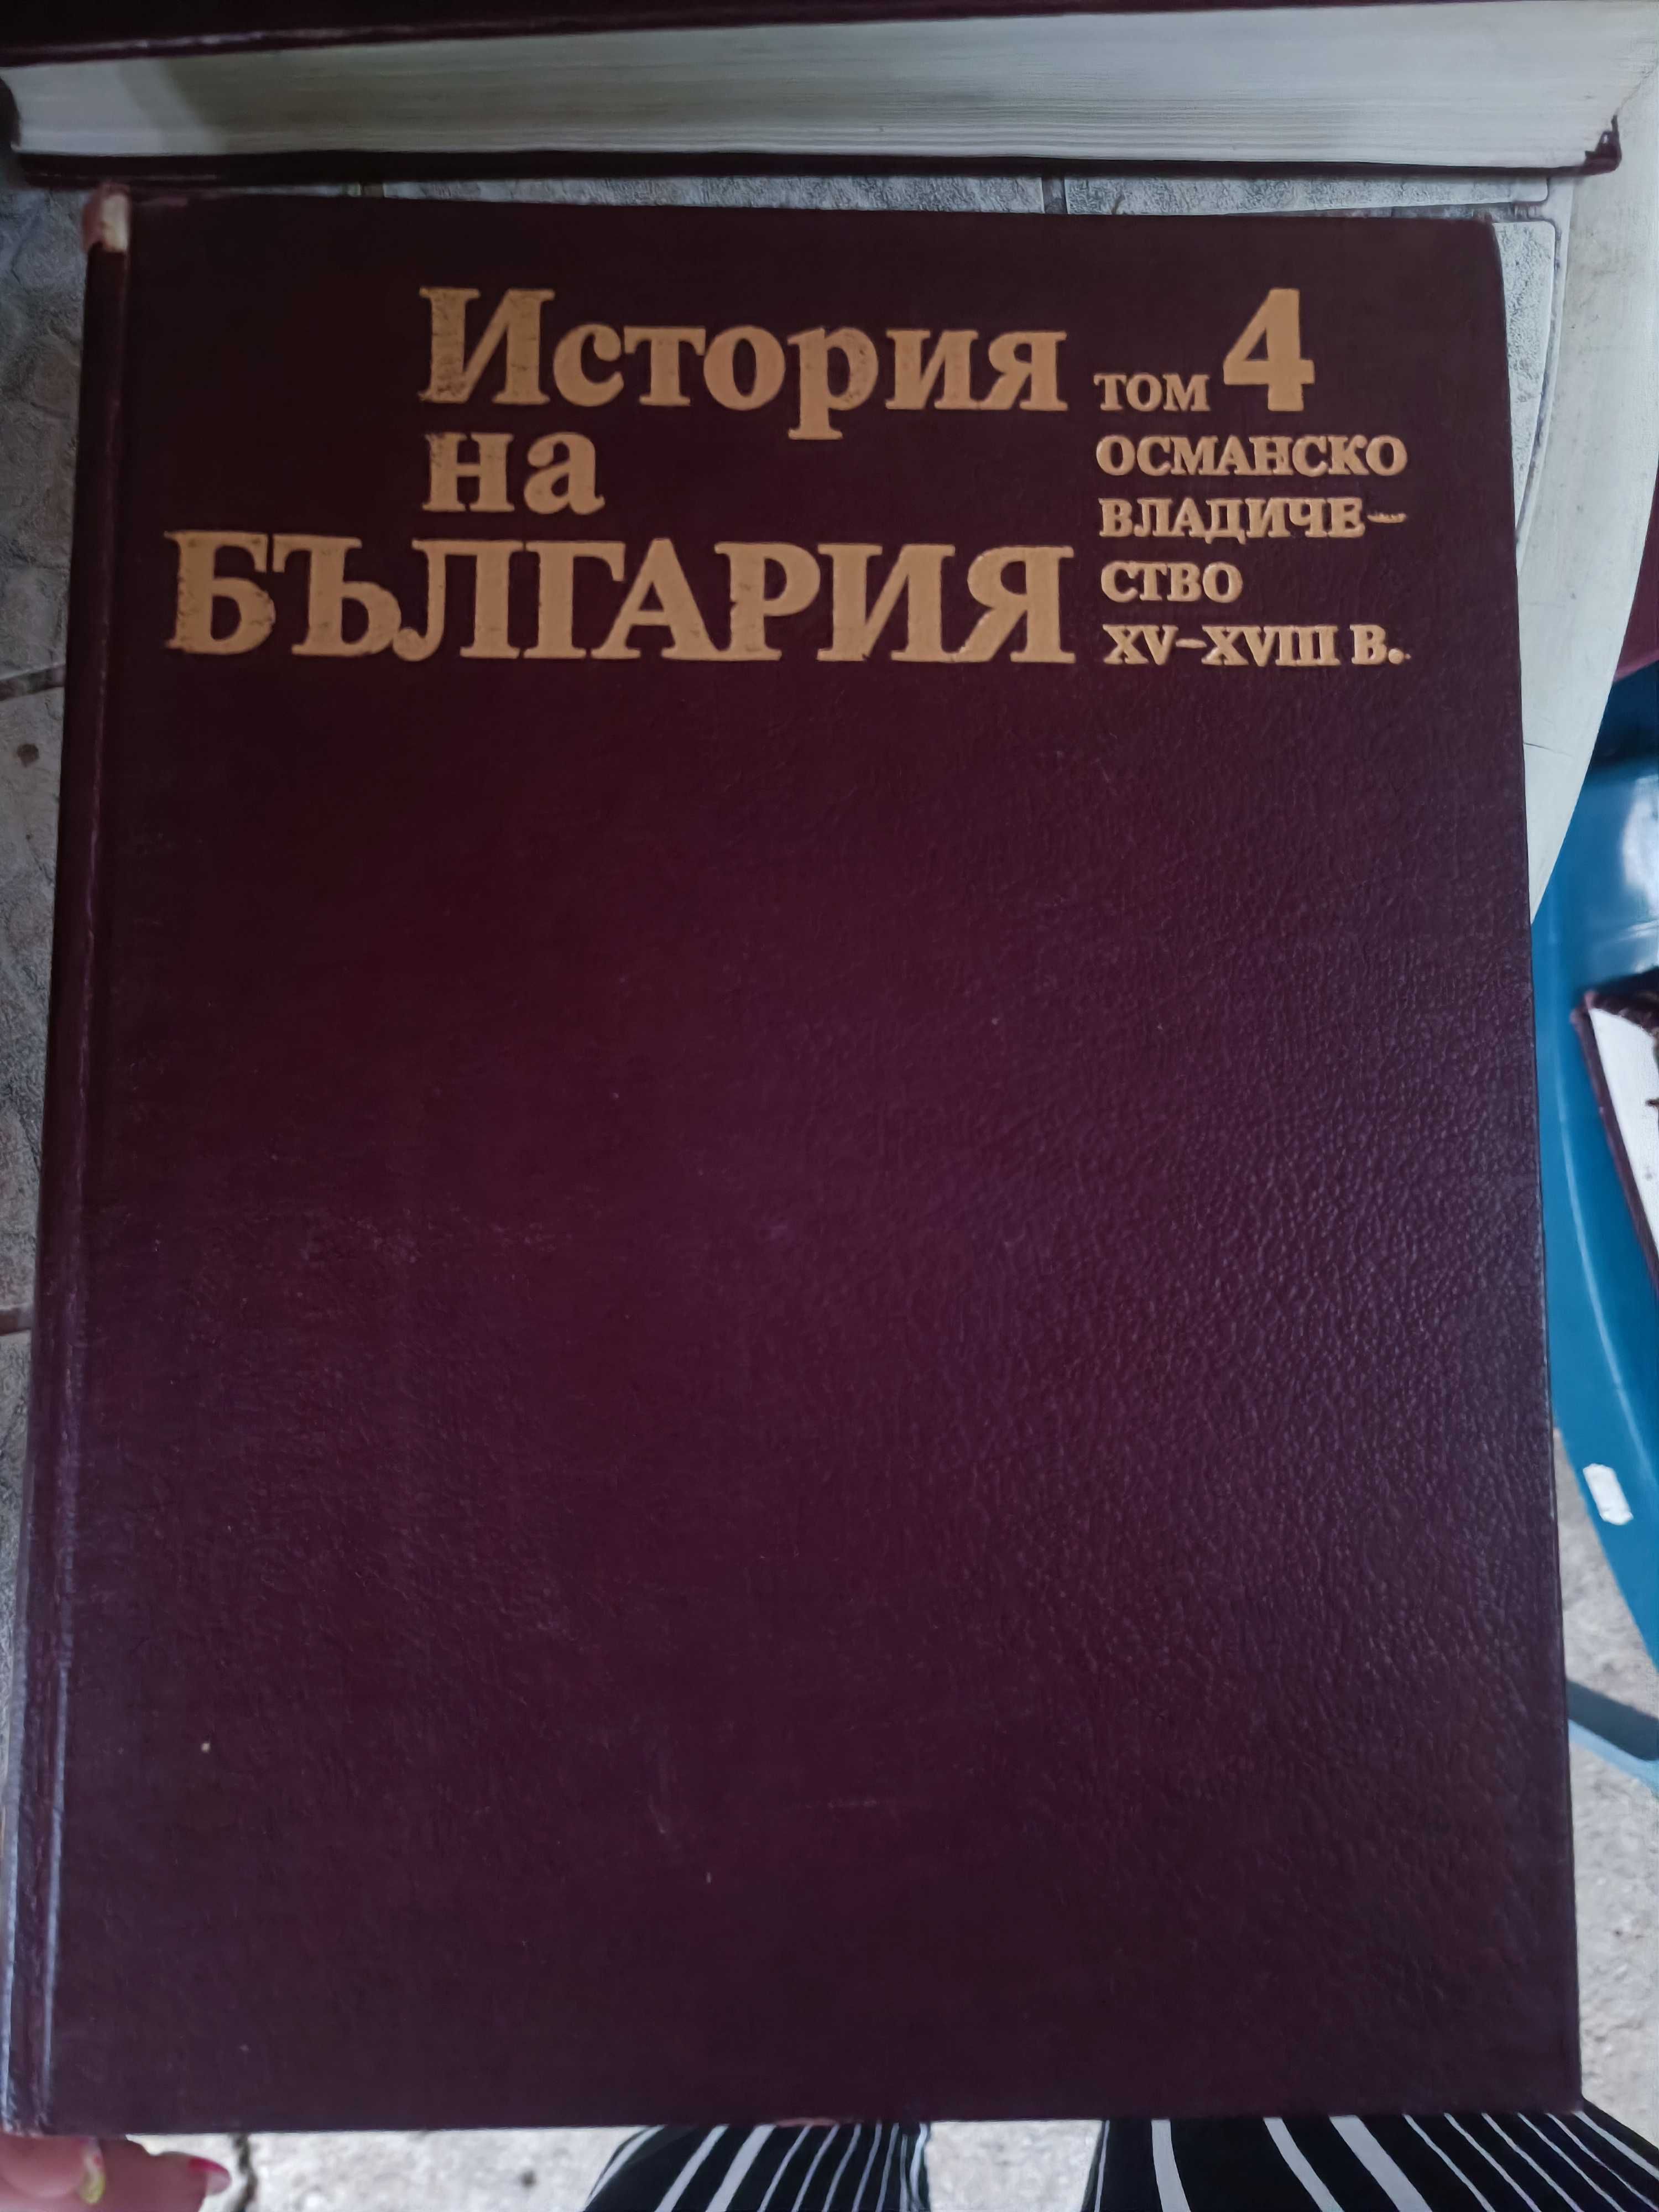 История
на
БЪЛГАРИЯ
том 4
ОСМАНСКО
ВЛАДИЧЕ-
СТВО
XV-XVIII В.